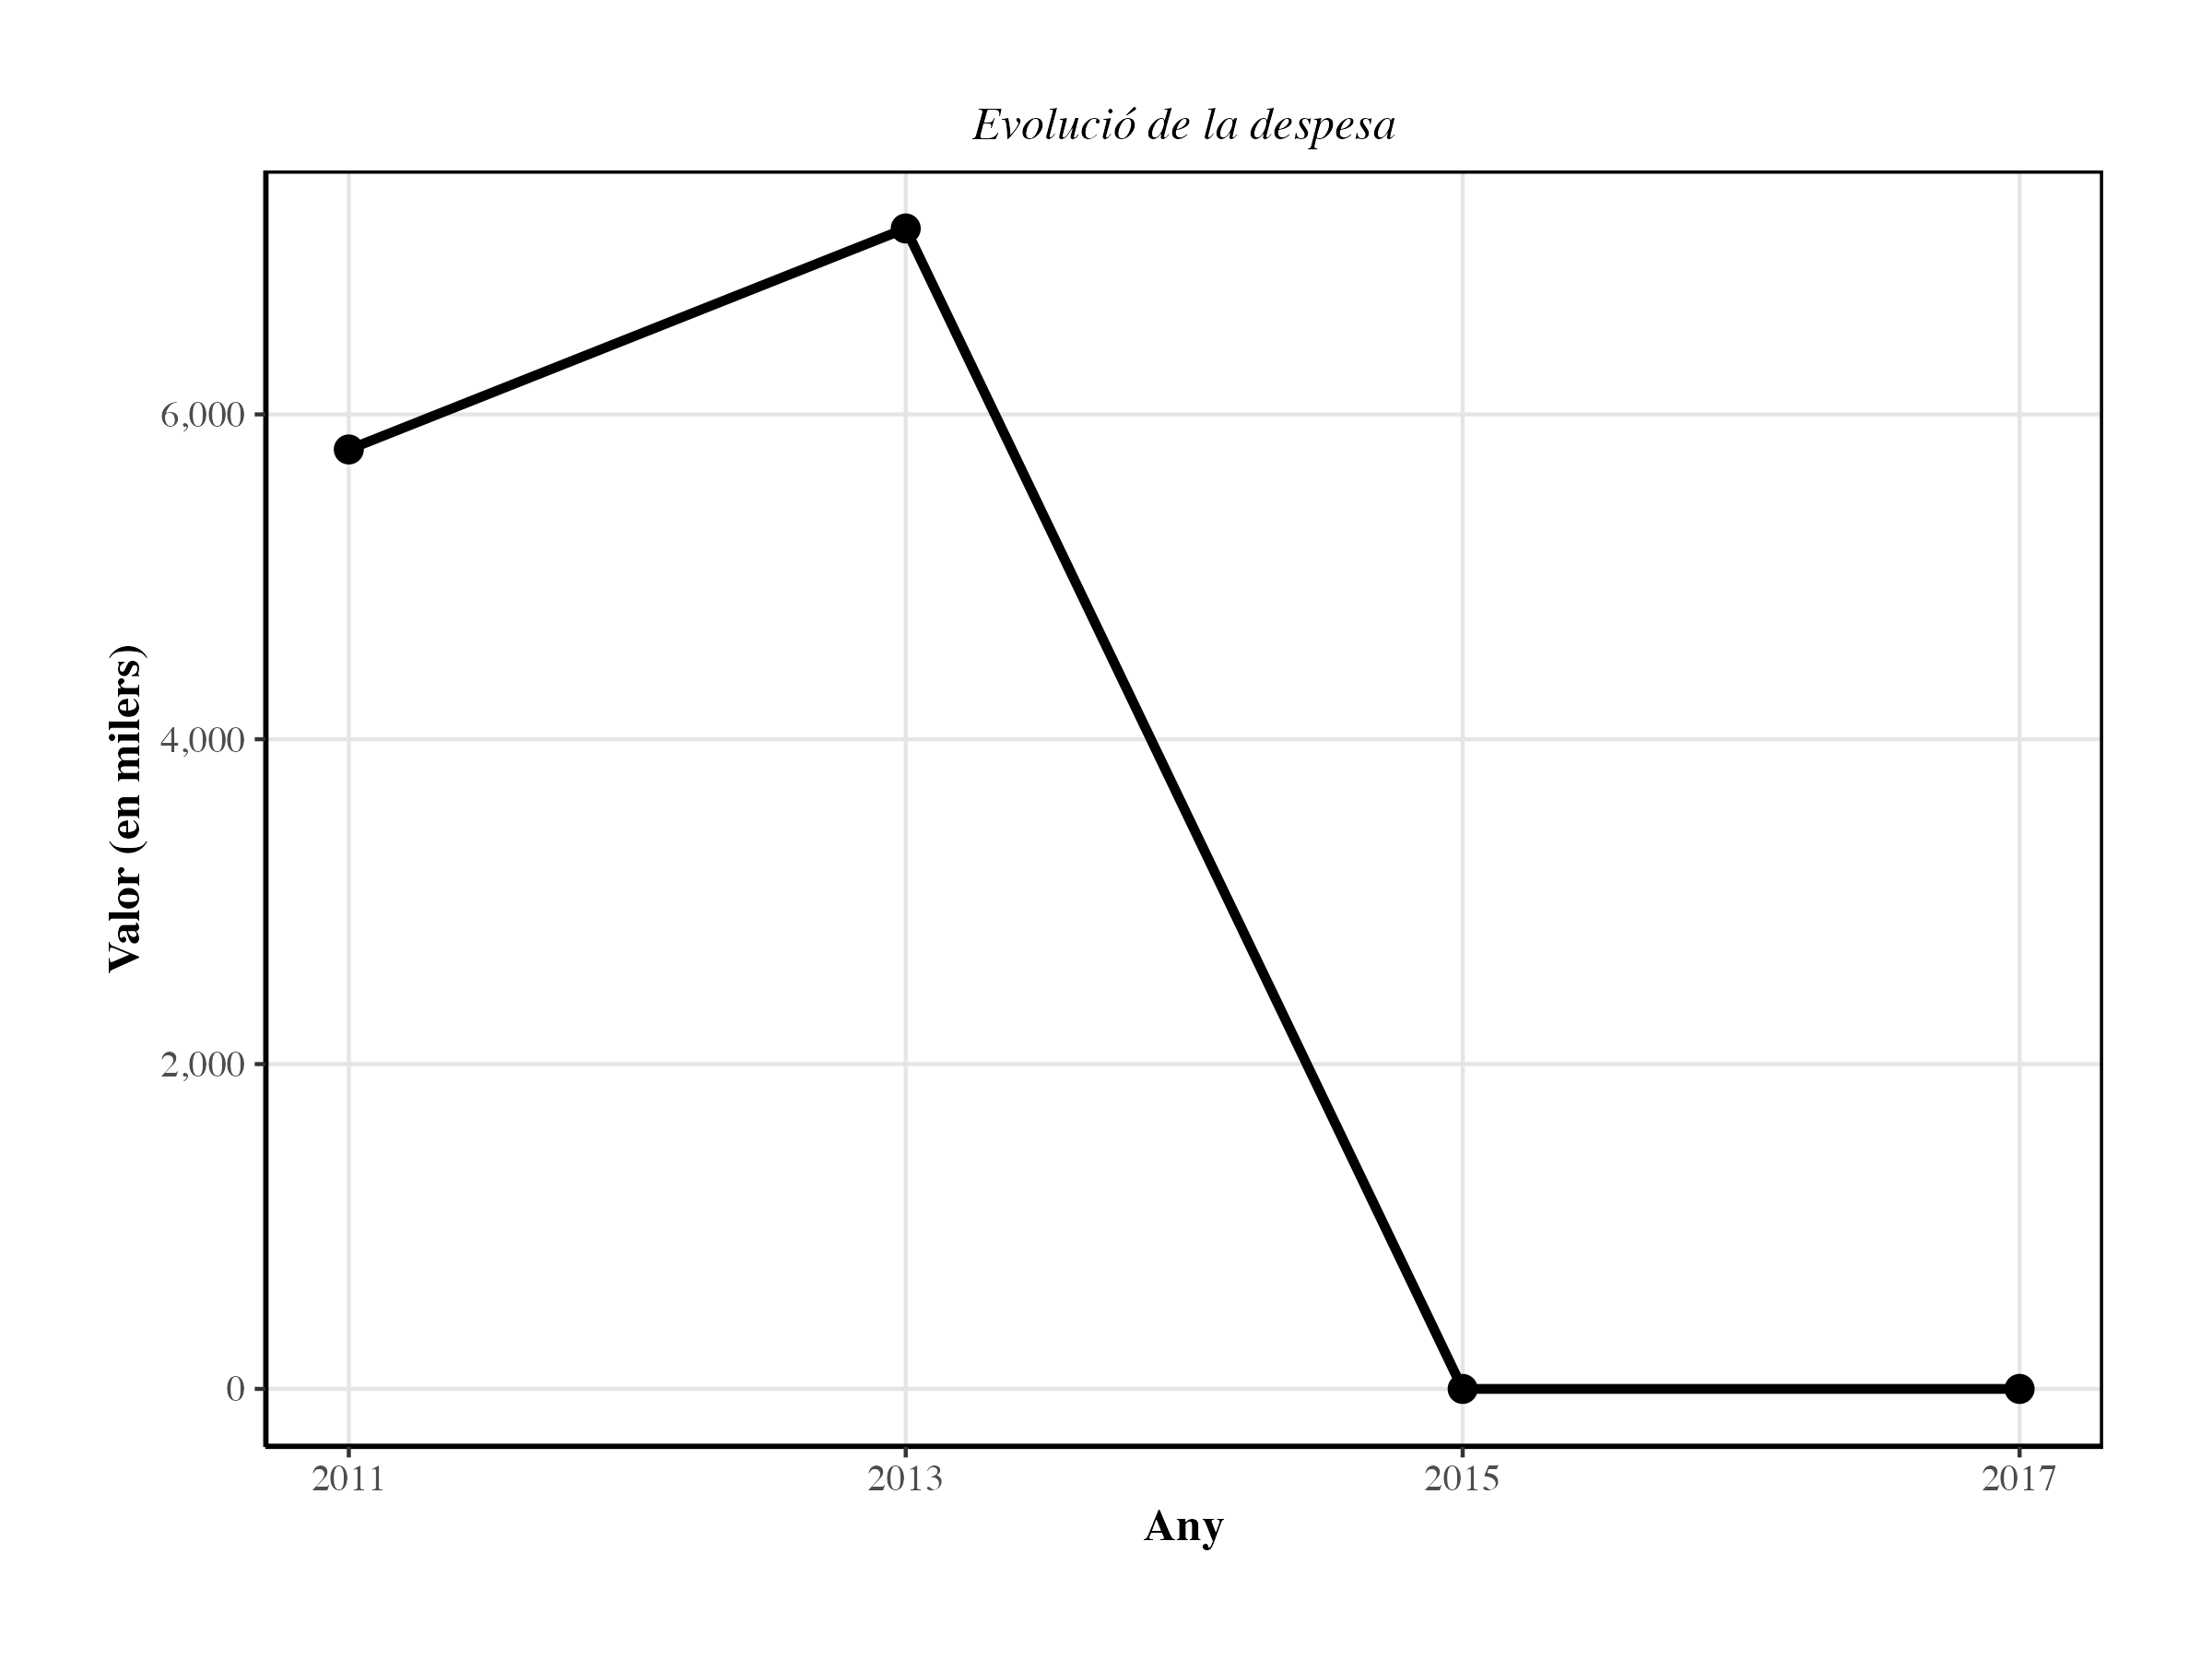 Evolució de la despesa
Valor (en milers)
6,000
4,000
2,000
0
2011
2013
2015
2017
Any